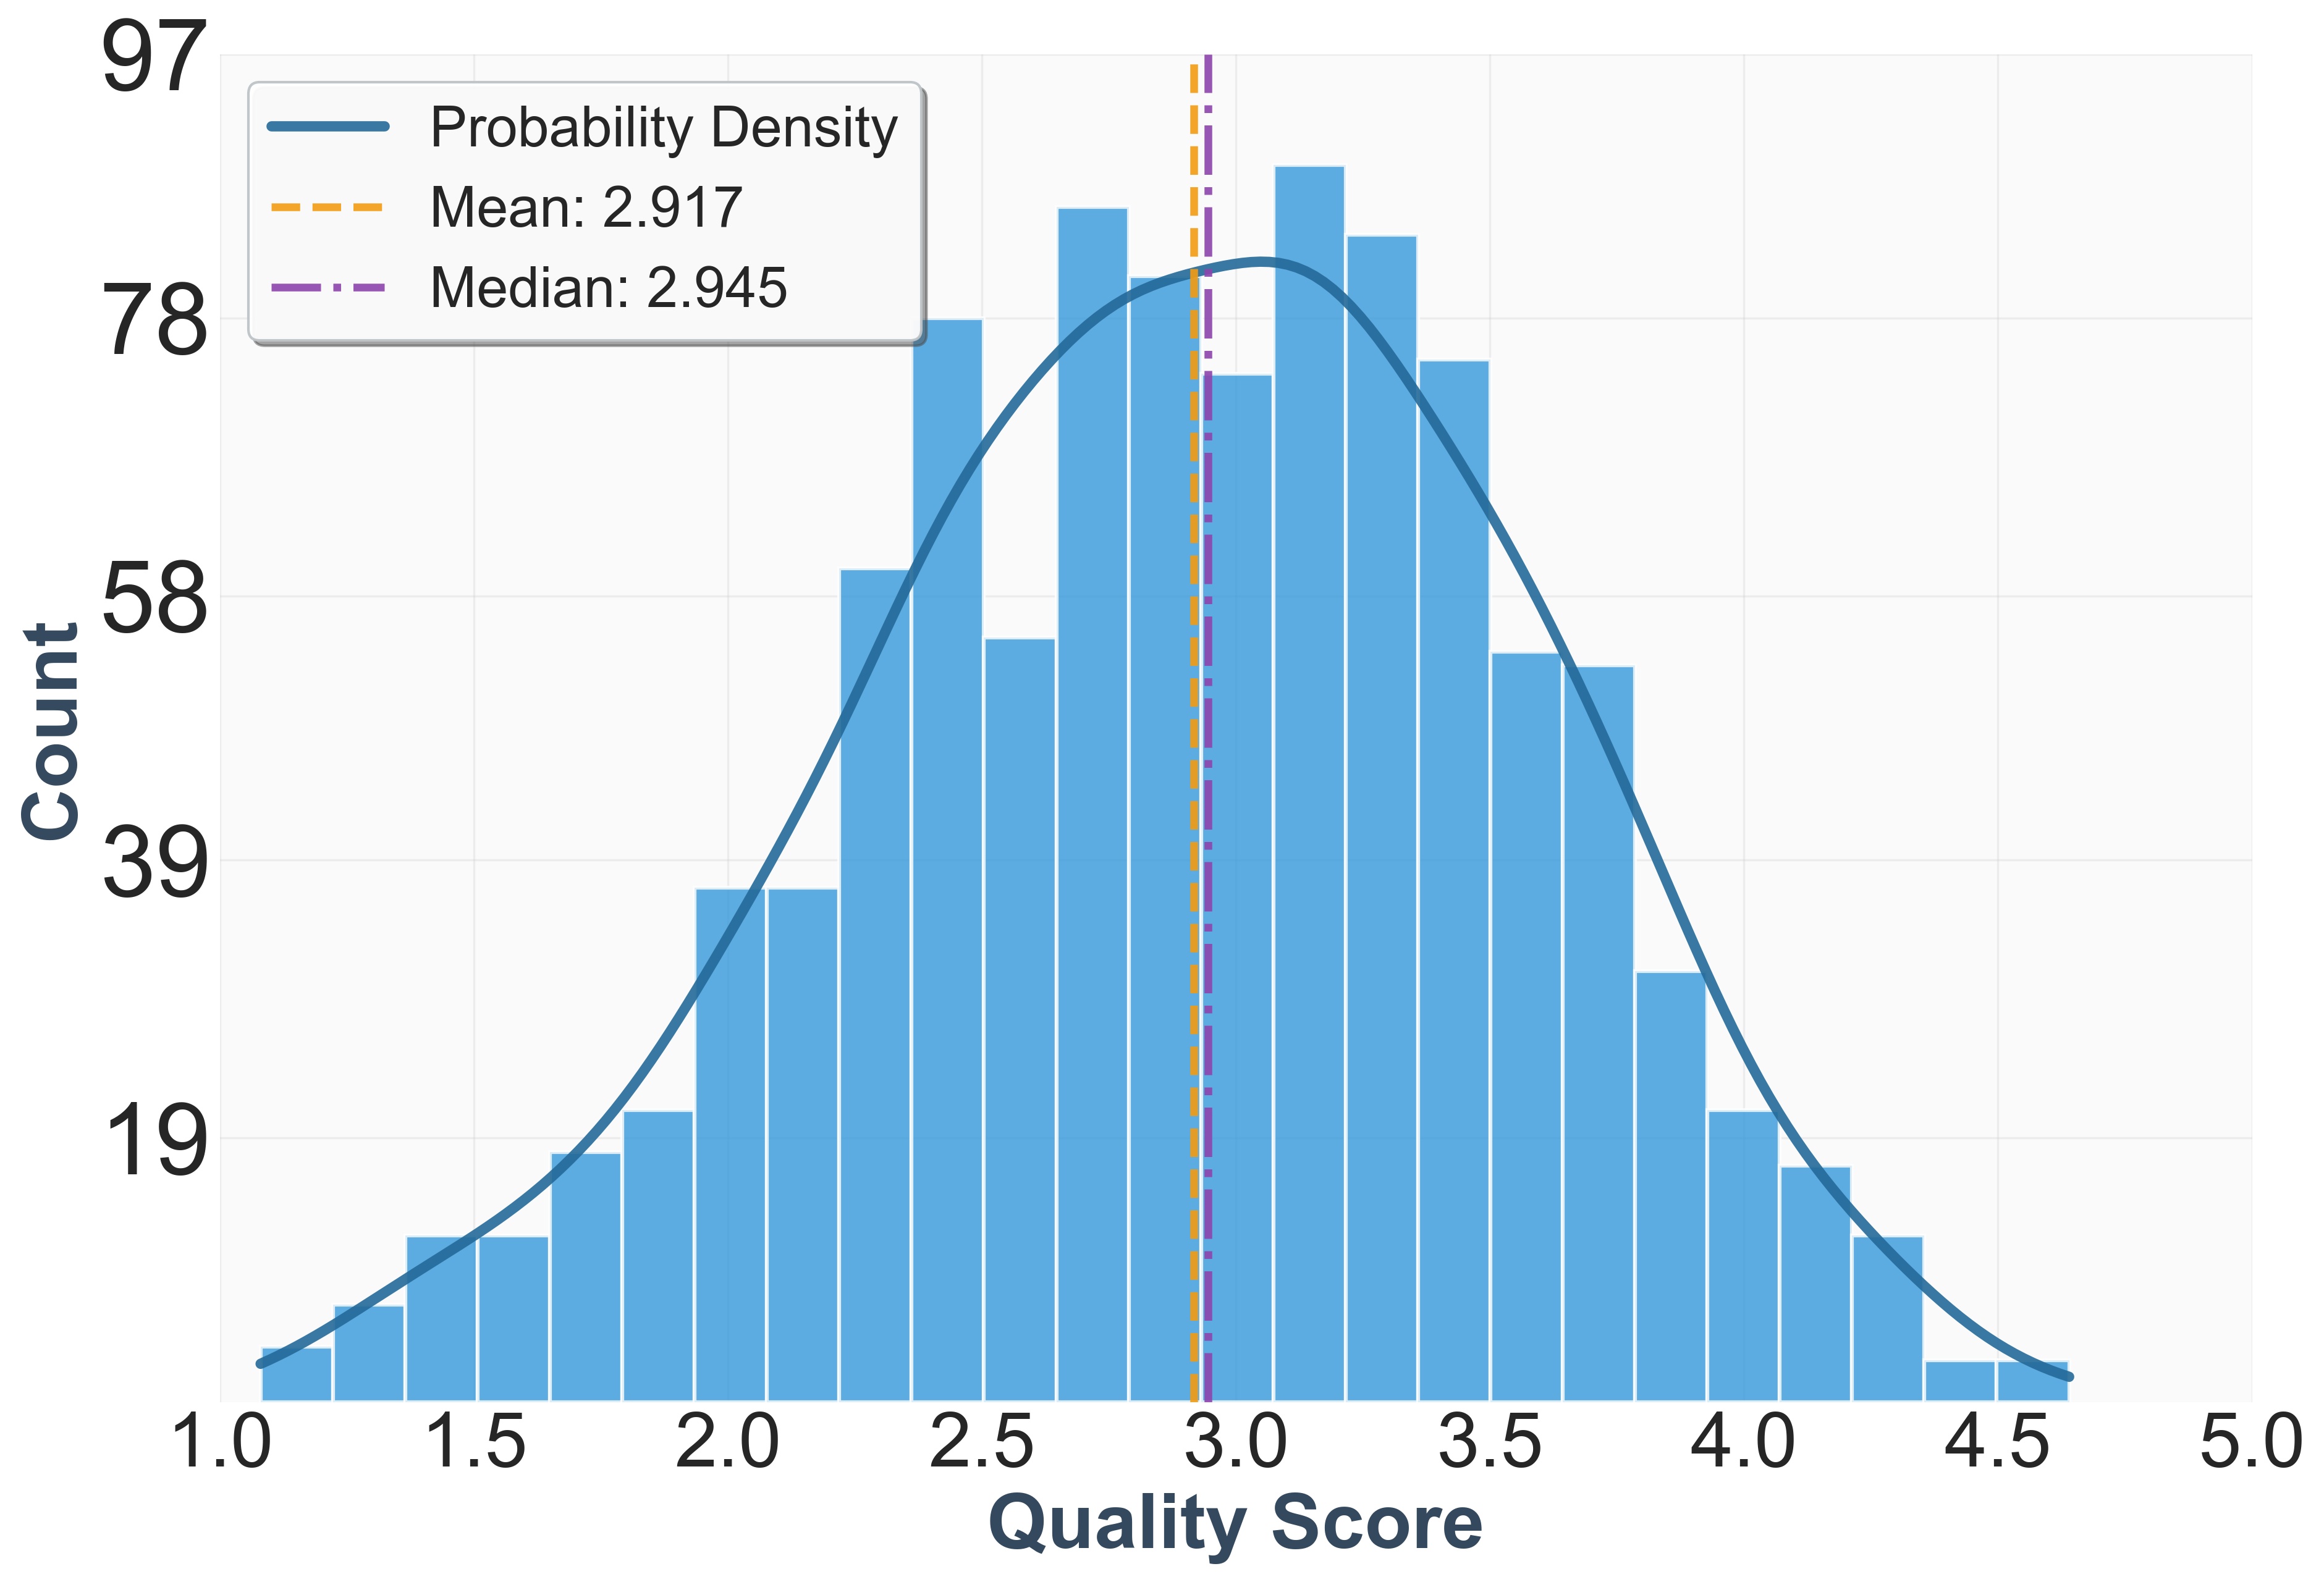 97
78
58
39
19
Count
Probability Density
Mean: 2.917
Median: 2.945
1.0 1.5 2.0 2.5 3.0 3.5 4.0 4.5 5.0
Quality Score